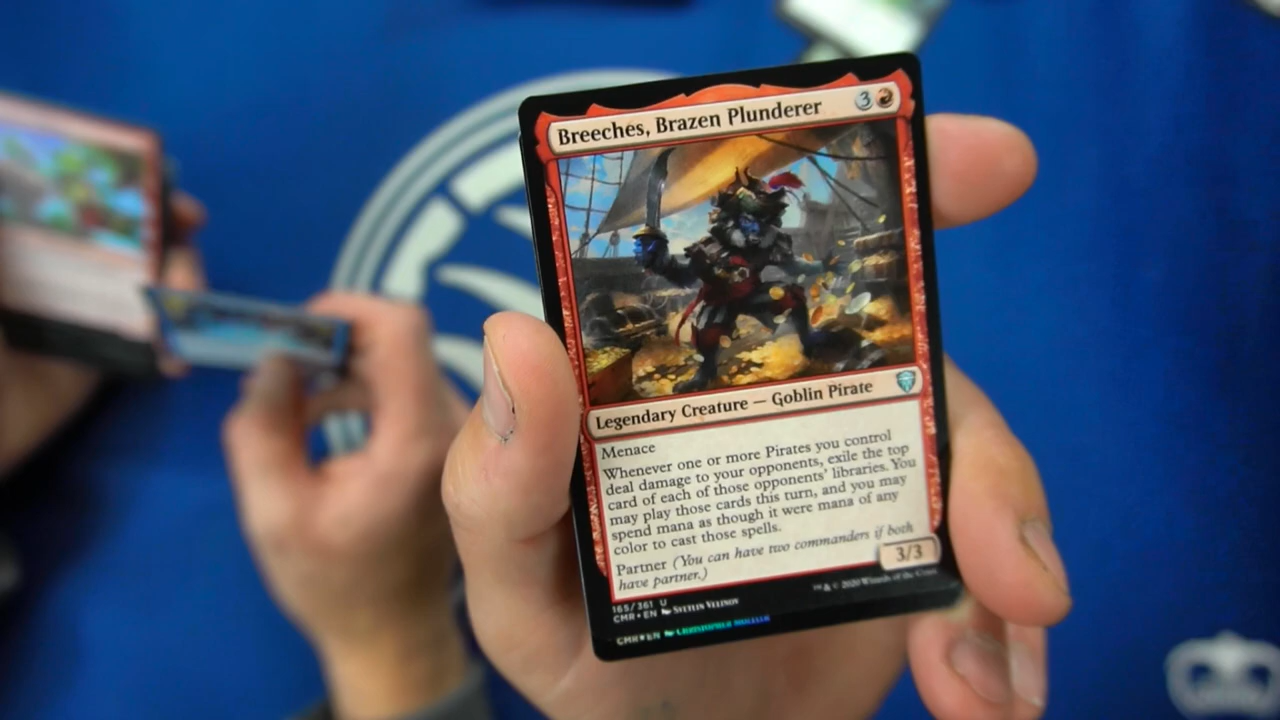 Breeches, Brazen Plunderer 3
Legendary Creature — Goblin Pirate
Menace
Whenever one or more Pirates you control
deal damage to your opponents, exile the top
card of each of those opponents' libraries. You
may play those cards this turn, and you may
spend mana as though it were mana of any
color to cast those spells.
Partner (You can have two commanders if both
have partner.)
3/3
165/361 U
CMR • EN Svetlin Velinov
™ & © 2020 Wizards of the Coast
CMR EN Christopher